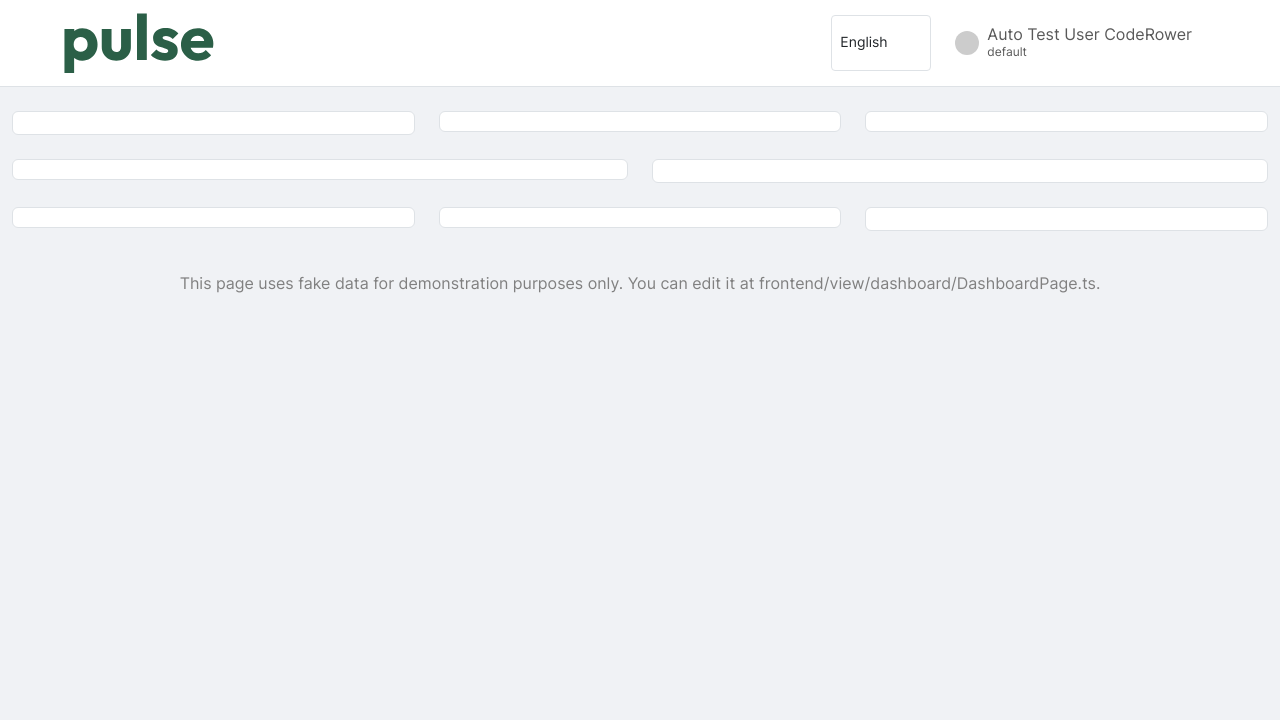 pulse
English
Auto Test User CodeRower
default
This page uses fake data for demonstration purposes only. You can edit it at frontend/view/dashboard/DashboardPage.ts.